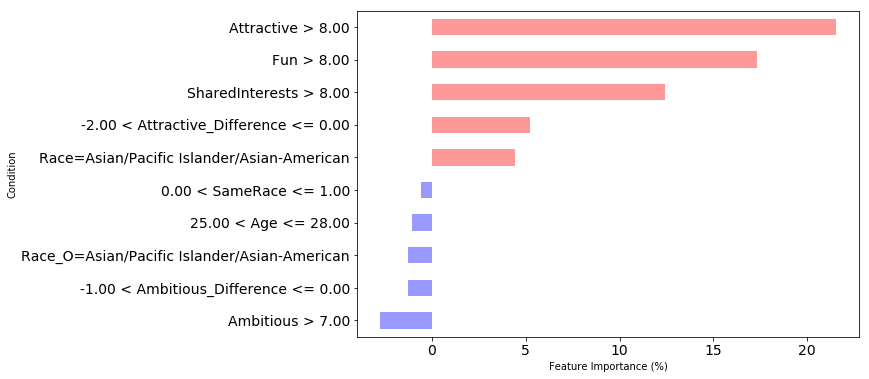 Attractive > 8.00
Fun > 8.00
SharedInterests > 8.00
-2.00 < Attractive_Difference <= 0.00
Race=Asian/Pacific Islander/Asian-American
0.00 < SameRace <= 1.00
25.00 < Age <= 28.00
Race_O=Asian/Pacific Islander/Asian-American
-1.00 < Ambitious_Difference <= 0.00
Ambitious > 7.00
Condition
0 5 10 15 20
Feature Importance (%)